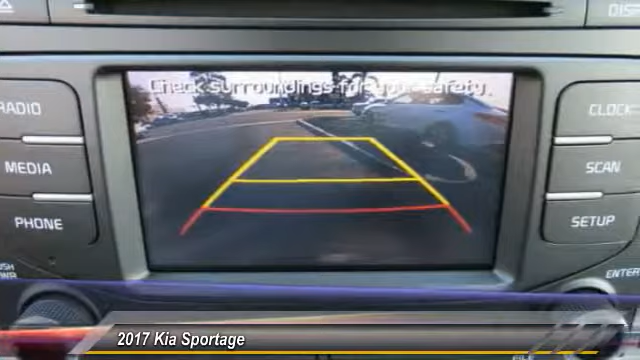 Check surroundings for your safety
RADIO
MEDIA
PHONE
CLOCK
SCAN
SETUP
ENTER
2017 Kia Sportage